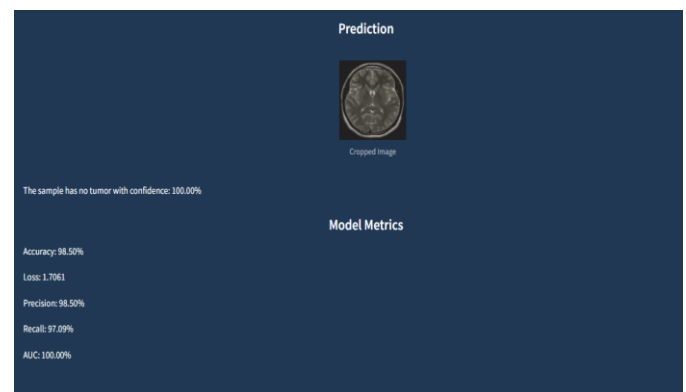 Prediction
Cropped Image
The sample has no tumor with confidence: 100.00%
Model Metrics
Accuracy: 98.50%
Loss: 1.7061
Precision: 98.50%
Recall: 97.09%
AUC: 100.00%